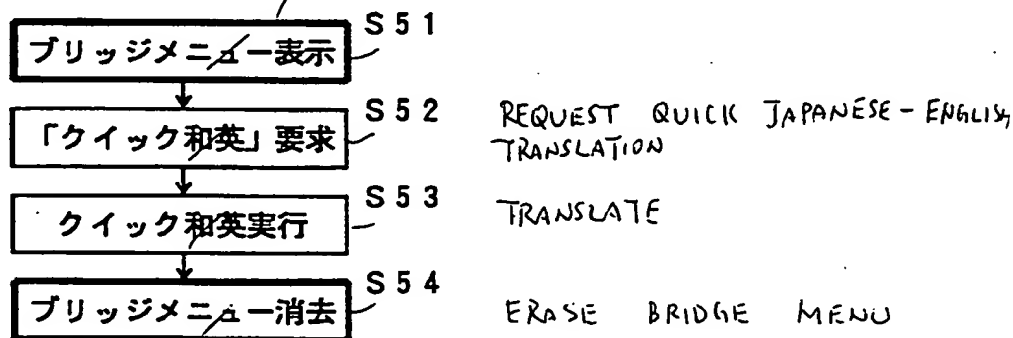 S51
ブリッジメニュー表示
S52
「クイック和英」要求
REQUEST QUICK JAPANESE-ENGLISH
TRANSLATION
S53
クイック和英実行
TRANSLATE
S54
ブリッジメニュー消去
ERASE BRIDGE MENU